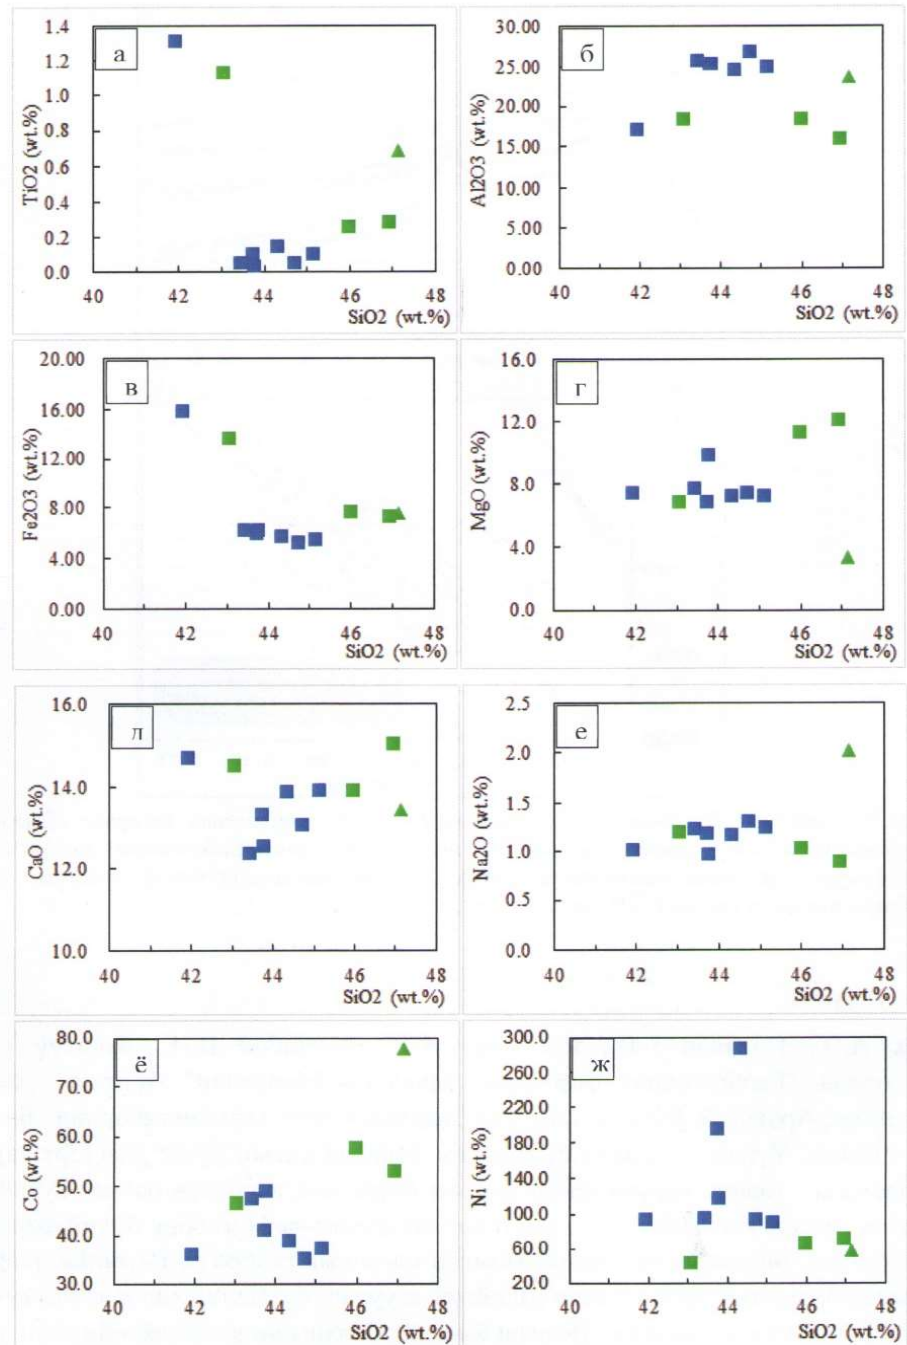 а
TiO2 (wt.%)
1.4
1.2
1.0
0.8
0.6
0.4
0.2
0.0
40 42 44 46 48
SiO2 (wt.%)
б
Al2O3 (wt.%)
30.00
25.00
20.00
15.00
10.00
5.00
0.00
40 42 44 46 48
SiO2 (wt.%)
в
Fe2O3 (wt.%)
20.00
16.00
12.00
8.00
4.00
0.00
40 42 44 46 48
SiO2 (wt.%)
г
MgO (wt.%)
16.0
12.0
8.0
4.0
0.0
40 42 44 46 48
SiO2 (wt.%)
д
CaO (wt.%)
16.0
14.0
12.0
10.0
40 42 44 46 48
SiO2 (wt.%)
е
Na2O (wt.%)
2.5
2.0
1.5
1.0
0.5
0.0
40 42 44 46 48
SiO2 (wt.%)
ё
Co (wt.%)
80.0
70.0
60.0
50.0
40.0
30.0
40 42 44 46 48
SiO2 (wt.%)
ж
Ni (wt.%)
300.0
260.0
220.0
180.0
140.0
100.0
60.0
20.0
40 42 44 46 48
SiO2 (wt.%)